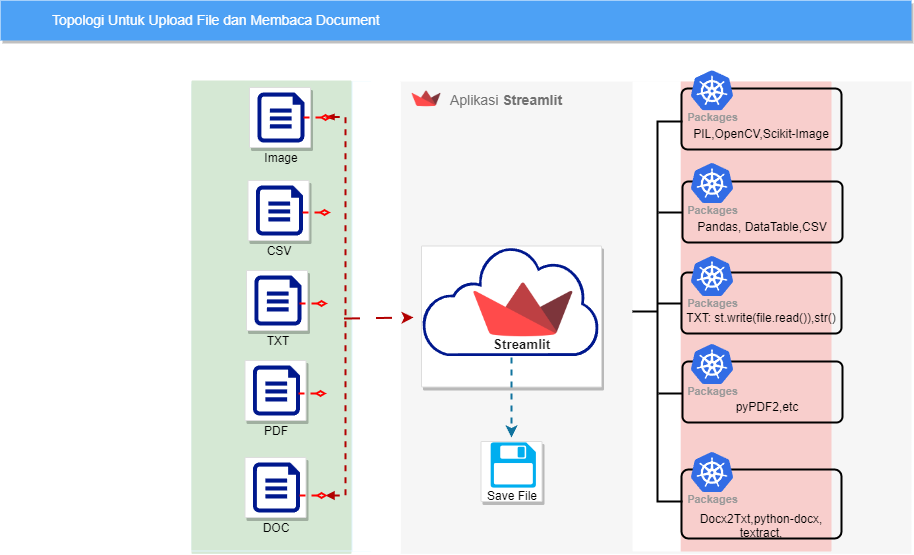 Topologi Untuk Upload File dan Membaca Document
Image
CSV
TXT
PDF
DOC
Aplikasi Streamlit
Streamlit
Save File
Packages
PIL,OpenCV,Scikit-Image
Packages
Pandas, DataTable,CSV
Packages
TXT: st.write(file.read()),str()
Packages
pyPDF2,etc
Packages
Docx2Txt,python-docx,
textract,